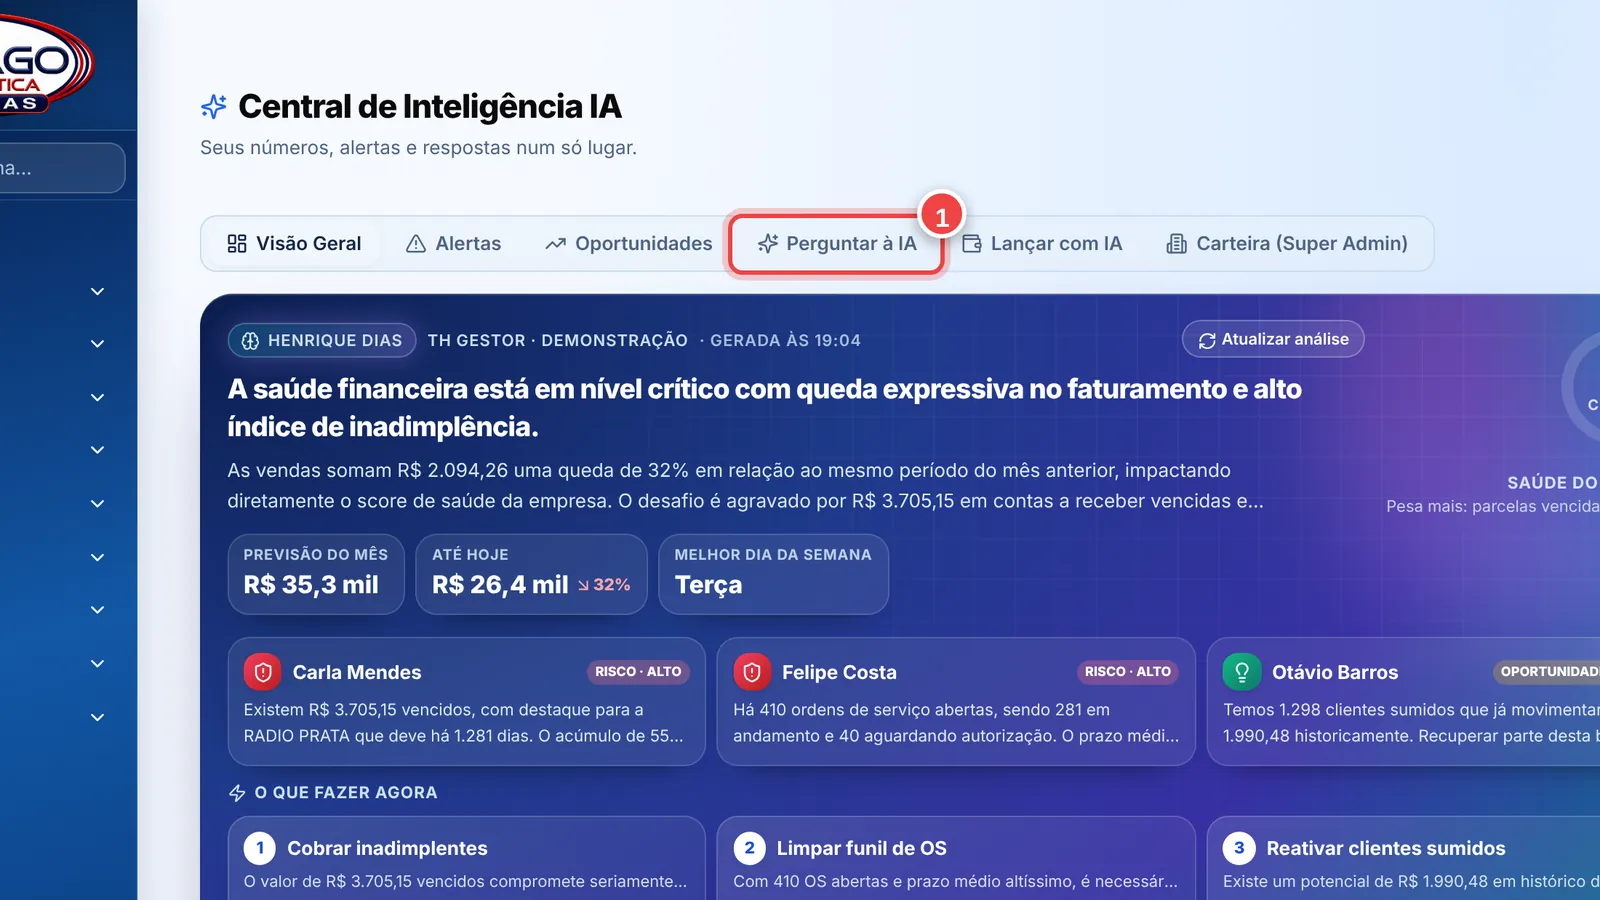 AGO
TICA
AS
na...
Central de Inteligência IA
Seus números, alertas e respostas num só lugar.
Visão Geral
Alertas
Oportunidades
Perguntar à IA
1
Lançar com IA
Carteira (Super Admin)
HENRIQUE DIAS
TH GESTOR · DEMONSTRAÇÃO · GERADA ÀS 19:04
Atualizar análise
A saúde financeira está em nível crítico com queda expressiva no faturamento e alto
índice de inadimplência.
As vendas somam R$ 2.094,26 uma queda de 32% em relação ao mesmo período do mês anterior, impactando
diretamente o score de saúde da empresa. O desafio é agravado por R$ 3.705,15 em contas a receber vencidas e...
C
SAÚDE DO
Pesa mais: parcelas vencida
PREVISÃO DO MÊS
R$ 35,3 mil
ATÉ HOJE
R$ 26,4 mil 32%
MELHOR DIA DA SEMANA
Terça
Carla Mendes
RISCO · ALTO
Existem R$ 3.705,15 vencidos, com destaque para a
RADIO PRATA que deve há 1.281 dias. O acúmulo de 55...
Felipe Costa
RISCO · ALTO
Há 410 ordens de serviço abertas, sendo 281 em
andamento e 40 aguardando autorização. O prazo médi...
Otávio Barros
OPORTUNIDAD
Temos 1.298 clientes sumidos que já movimentar
1.990,48 historicamente. Recuperar parte desta b
O QUE FAZER AGORA
1 Cobrar inadimplentes
O valor de R$ 3.705,15 vencidos compromete seriamente...
2 Limpar funil de OS
Com 410 OS abertas e prazo médio altíssimo, é necessár...
3 Reativar clientes sumidos
Existe um potencial de R$ 1.990,48 em histórico d